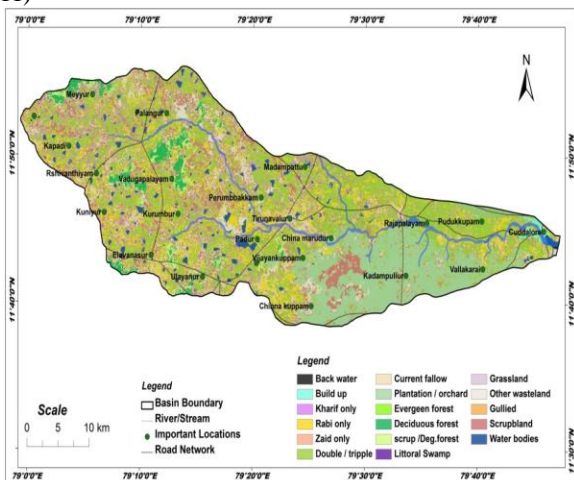 79°0'0"E 79°10'0"E 79°20'0"E 79°30'0"E 79°40'0"E
N
11°50'0"N
11°50'0"N
11°40'0"N
11°40'0"N
Meyyur
Palangur
Kapadi
Rshnanthiyam
Vadugapalayam
Madampattu
Perumbbakkam
Kuniyur
Kurumbur
Tirugavalur
Rajapalayam
Pudukkupam
Guddalore
Padur
China marudur
Elavanasur
Vijayankuppam
Ulayanur
Kadampullur
Vallakarai
Chinna kuppam
Legend
Basin Boundary
River/Stream
Important Locations
Road Network
Scale
0 5 10 km
Legend
Back water
Build up
Kharif only
Rabi only
Zaid only
Double / tripple
Current fallow
Plantation / orchard
Evergeen forest
Deciduous forest
scrup /Deg.forest
Littoral Swamp
Grassland
Other wasteland
Gullied
Scrupbland
Water bodies
79°0'0"E 79°10'0"E 79°20'0"E 79°30'0"E 79°40'0"E